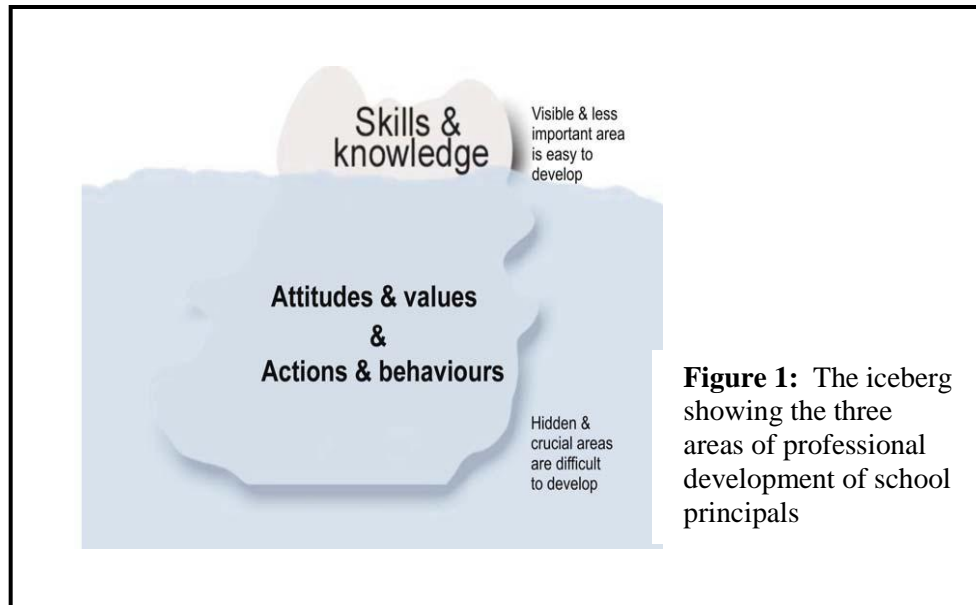 Skills &
knowledge
Visible & less
important area
is easy to
develop
Attitudes & values
&
Actions & behaviours
Hidden &
crucial areas
are difficult
to develop
Figure 1: The iceberg
showing the three
areas of professional
development of school
principals